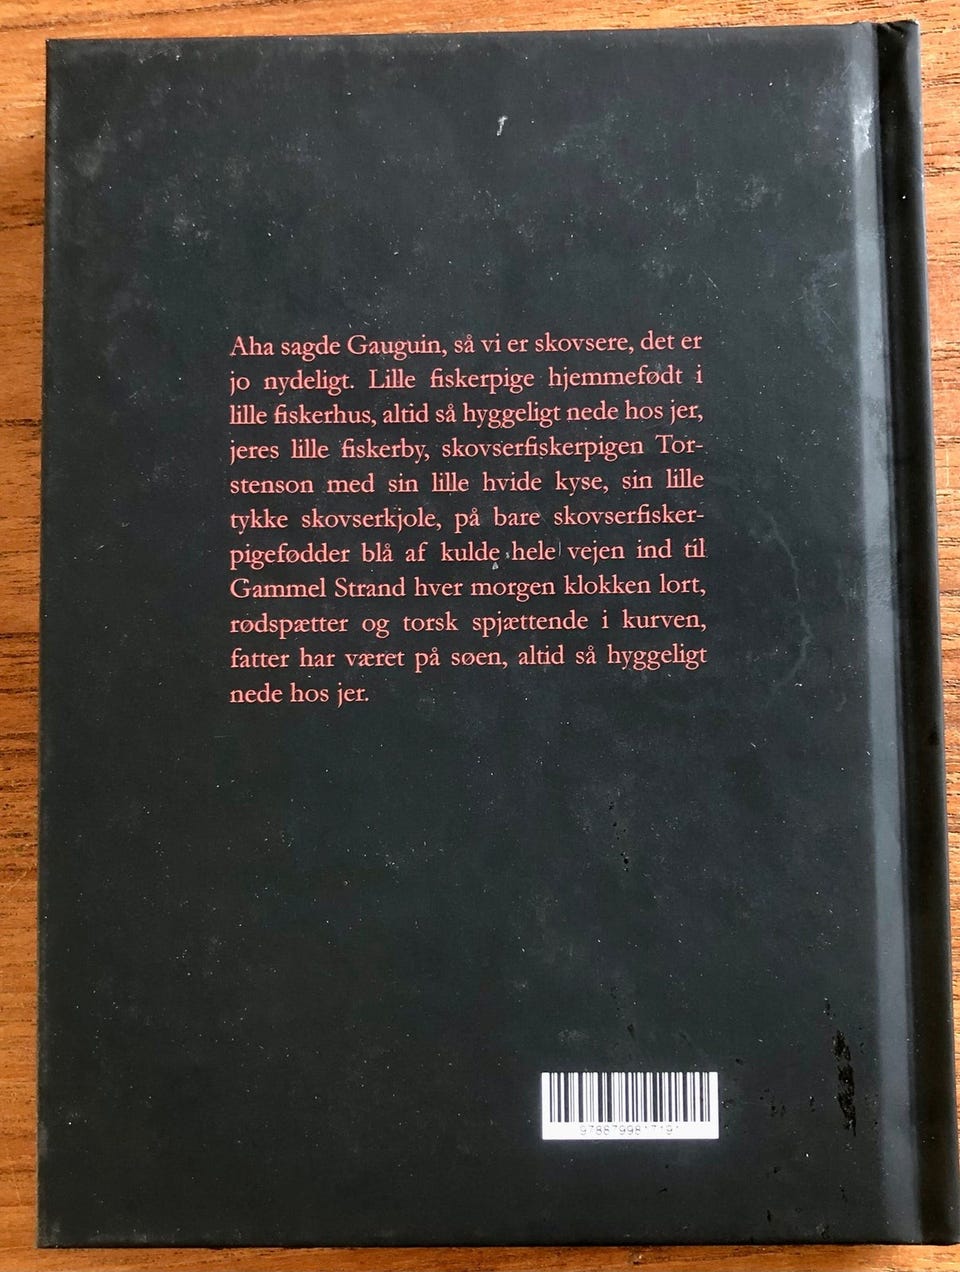 Aha sagde Gauguin, så vi er skovsere, det er
jo nydeligt. Lille fiskerpige hjemmefødt i
lille fiskerhus, altid så hyggeligt nede hos jer,
jeres lille fiskerby, skovserfiskerpigen Tor-
stenson med sin lille hvide kyse, sin lille
tykke skovserkjole, på bare skovserfisker-
pigefødder blå af kulde hele vejen ind til
Gammel Strand hver morgen klokken lort,
rødspætter og torsk spjættende i kurven,
fatter har været på søen, altid så hyggeligt
nede hos jer.